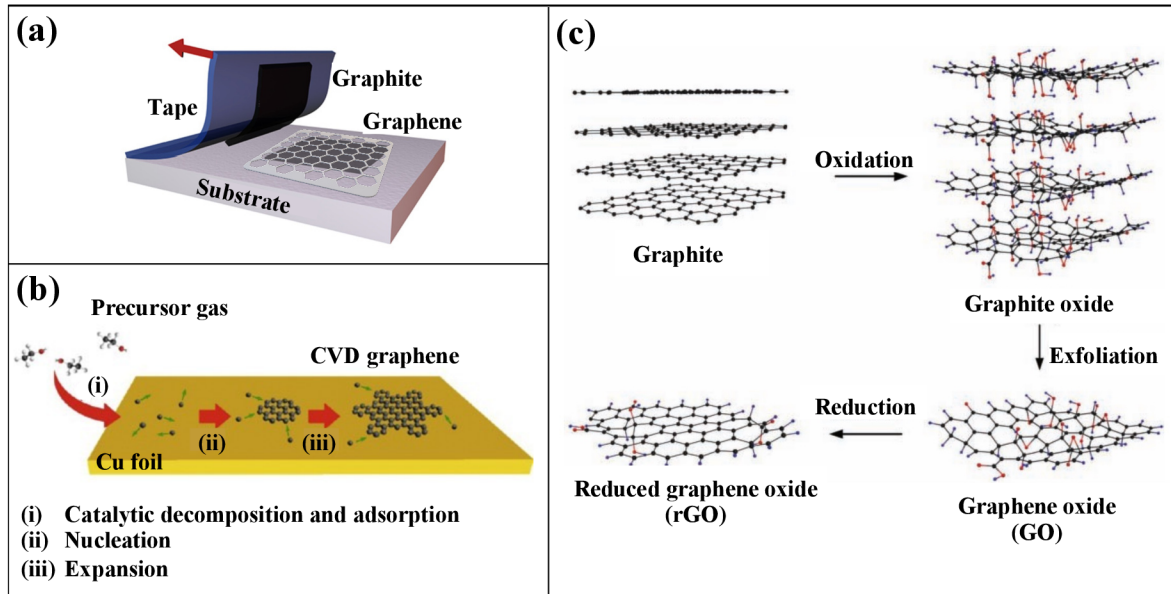 (a)
Graphite
Tape
Graphene
Substrate
(b)
Precursor gas
CVD graphene
(i)
(ii)
(iii)
Cu foil
(i) Catalytic decomposition and adsorption
(ii) Nucleation
(iii) Expansion
(c)
Oxidation
Graphite
Graphite oxide
Exfoliation
Reduction
Reduced graphene oxide
(rGO)
Graphene oxide
(GO)